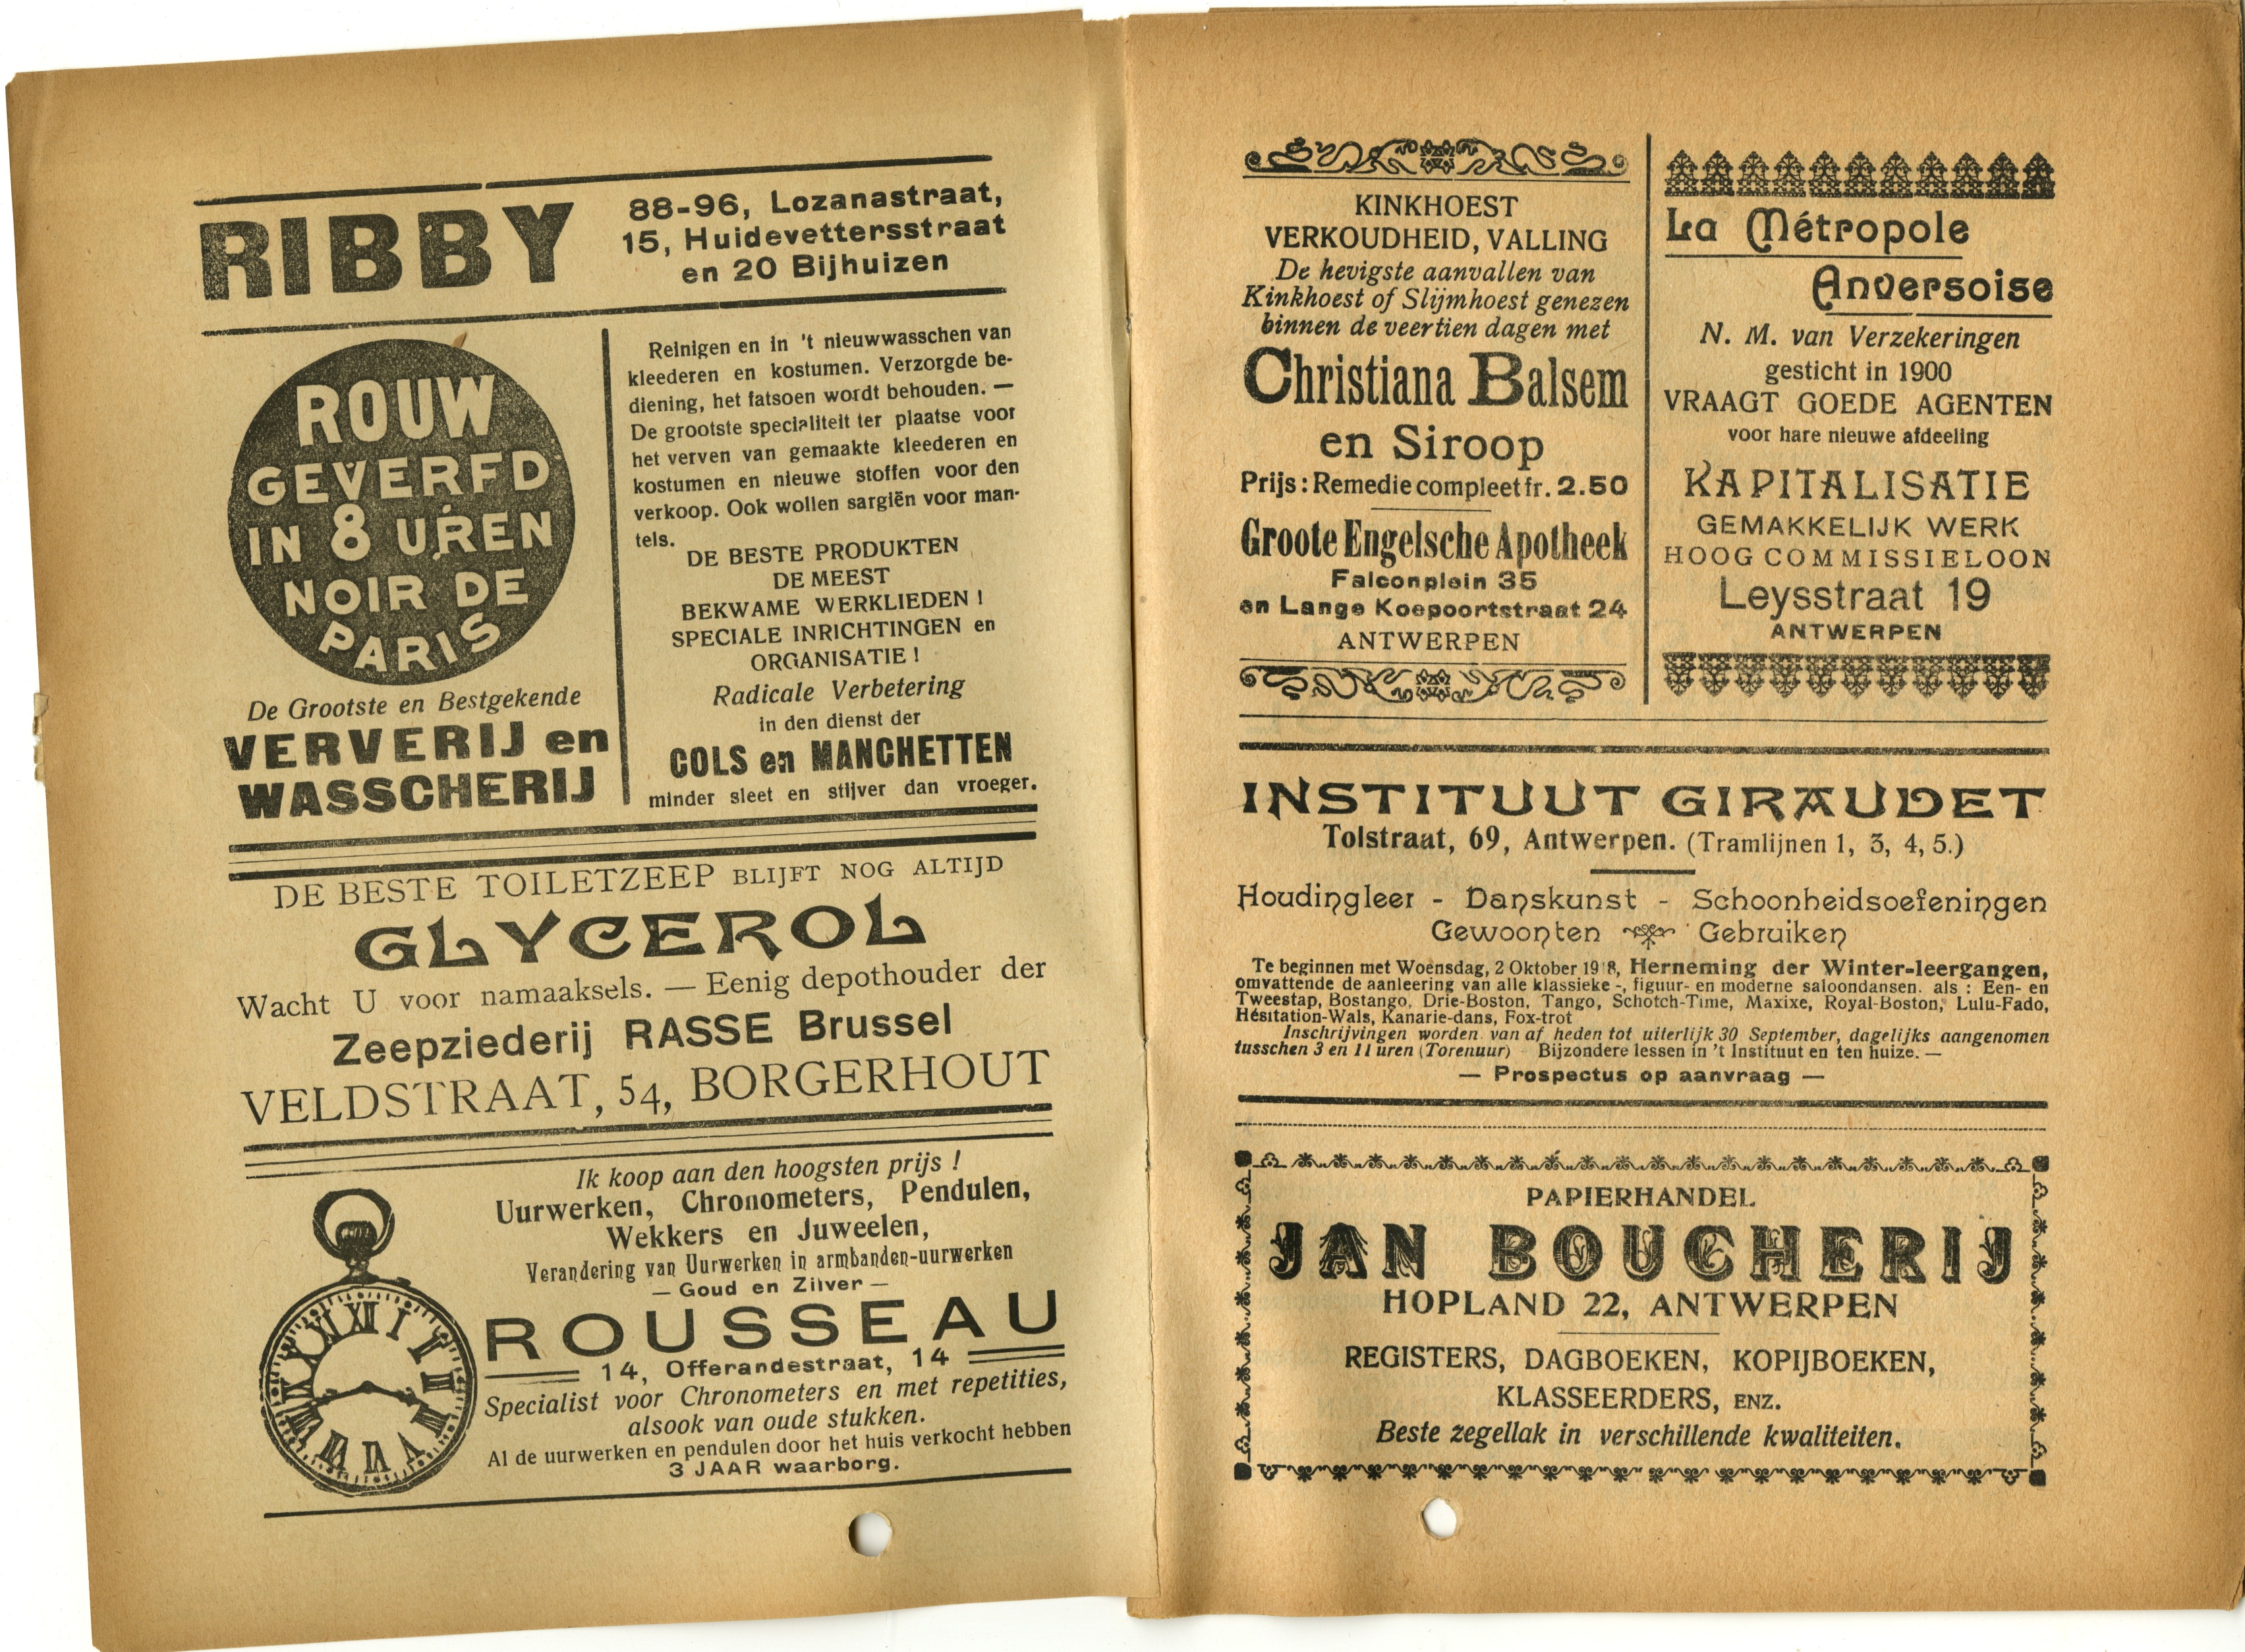 RIBBY
88-96, Lozanastraat,
15, Huidevettersstraat
en 20 Bijhuizen
ROUW
GEVERFD
IN 8 UREN
NOIR DE
PARIS
De Grootste en Bestgekende
VERVERIJ en
WASSCHERIJ
Reinigen en in 't nieuwwasschen van
kleederen en kostumen. Verzorgde be-
diening, het fatsoen wordt behouden. —
De grootste specialiteit ter plaatse voor
het verven van gemaakte kleederen en
kostumen en nieuwe stoffen voor den
verkoop. Ook wollen sargiën voor man-
tels.
DE BESTE PRODUKTEN
DE MEEST
BEKWAME WERKLIEDEN !
SPECIALE INRICHTINGEN en
ORGANISATIE !
Radicale Verbetering
in den dienst der
COLS en MANCHETTEN
minder sleet en stijver dan vroeger.
DE BESTE TOILETZEEP BLIJFT NOG ALTIJD
GLYCEROL
Wacht U voor namaaksels. — Eenig depothouder der
Zeepziederij RASSE Brussel
VELDSTRAAT, 54, BORGERHOUT
Ik koop aan den hoogsten prijs !
Uurwerken, Chronometers, Pendulen,
Wekkers en Juweelen,
Verandering van Uurwerken in armbanden-uurwerken
— Goud en Zilver —
ROUSSEAU
14, Offerandestraat, 14
Specialist voor Chronometers en met repetities,
alsook van oude stukken.
Al de uurwerken en pendulen door het huis verkocht hebben
3 JAAR waarborg.
XII I II III IIII V VI VII VIII IX X XI
KINKHOEST
VERKOUDHEID, VALLING
De hevigste aanvallen van
Kinkhoest of Slijmhoest genezen
binnen de veertien dagen met
Christiana Balsem
en Siroop
Prijs : Remedie compleet fr. 2.50
Groote Engelsche Apotheek
Falconplein 35
en Lange Koepoortstraat 24
ANTWERPEN
La Métropole
Anversoise
N. M. van Verzekeringen
gesticht in 1900
VRAAGT GOEDE AGENTEN
voor hare nieuwe afdeeling
KAPITALISATIE
GEMAKKELIJK WERK
HOOG COMMISSIELOON
Leysstraat 19
ANTWERPEN
INSTITUUT GIRAUDET
Tolstraat, 69, Antwerpen. (Tramlijnen 1, 3, 4, 5.)
Houdingleer - Danskunst - Schoonheidsoefeningen
Gewoonten Gebruiken
Te beginnen met Woensdag, 2 Oktober 1918, Herneming der Winter-leergangen,
omvattende de aanleering van alle klassieke -, figuur- en moderne saloondansen. als : Een- en
Tweestap, Bostango, Drie-Boston, Tango, Schotch-Time, Maxixe, Royal-Boston, Lulu-Fado,
Hésitation-Wals, Kanarie-dans, Fox-trot
Inschrijvingen worden van af heden tot uiterlijk 30 September, dagelijks aangenomen
tusschen 3 en 11 uren (Torenuur) Bijzondere lessen in 't Instituut en ten huize. —
— Prospectus op aanvraag —
PAPIERHANDEL
JAN BOUCHERIJ
HOPLAND 22, ANTWERPEN
REGISTERS, DAGBOEKEN, KOPIJBOEKEN,
KLASSEERDERS, ENZ.
Beste zegellak in verschillende kwaliteiten.